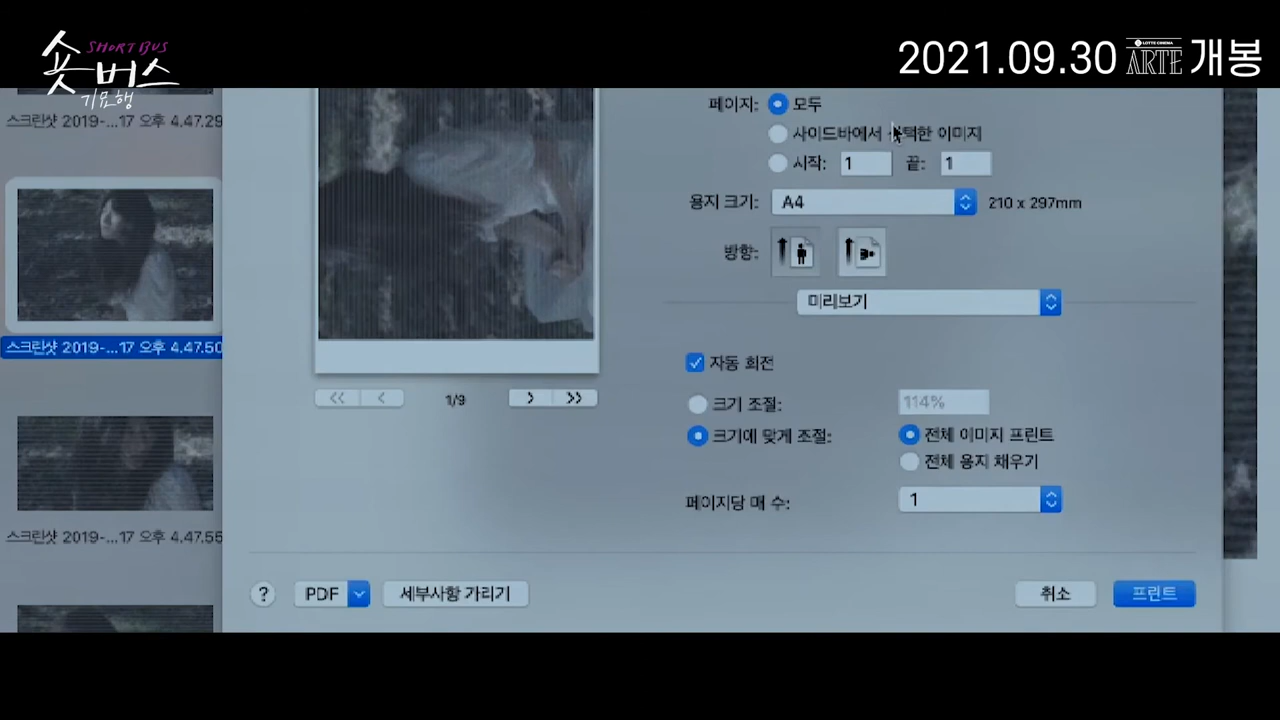 SHORT BUS
숏버스
기묘행
2021.09.30 LOTTE CINEMA ARTE 개봉
스크린샷 2019-...17 오후 4.47.29
스크린샷 2019-...17 오후 4.47.50
스크린샷 2019-...17 오후 4.47.55
페이지: 모두
사이드바에서 선택한 이미지
시작: 1 끝: 1
용지 크기: A4 210 x 297mm
방향:
미리보기
자동 회전
1/9
크기 조절: 114%
크기에 맞게 조절: 전체 이미지 프린트
전체 용지 채우기
페이지당 매 수: 1
? PDF 세부사항 가리기 취소 프린트